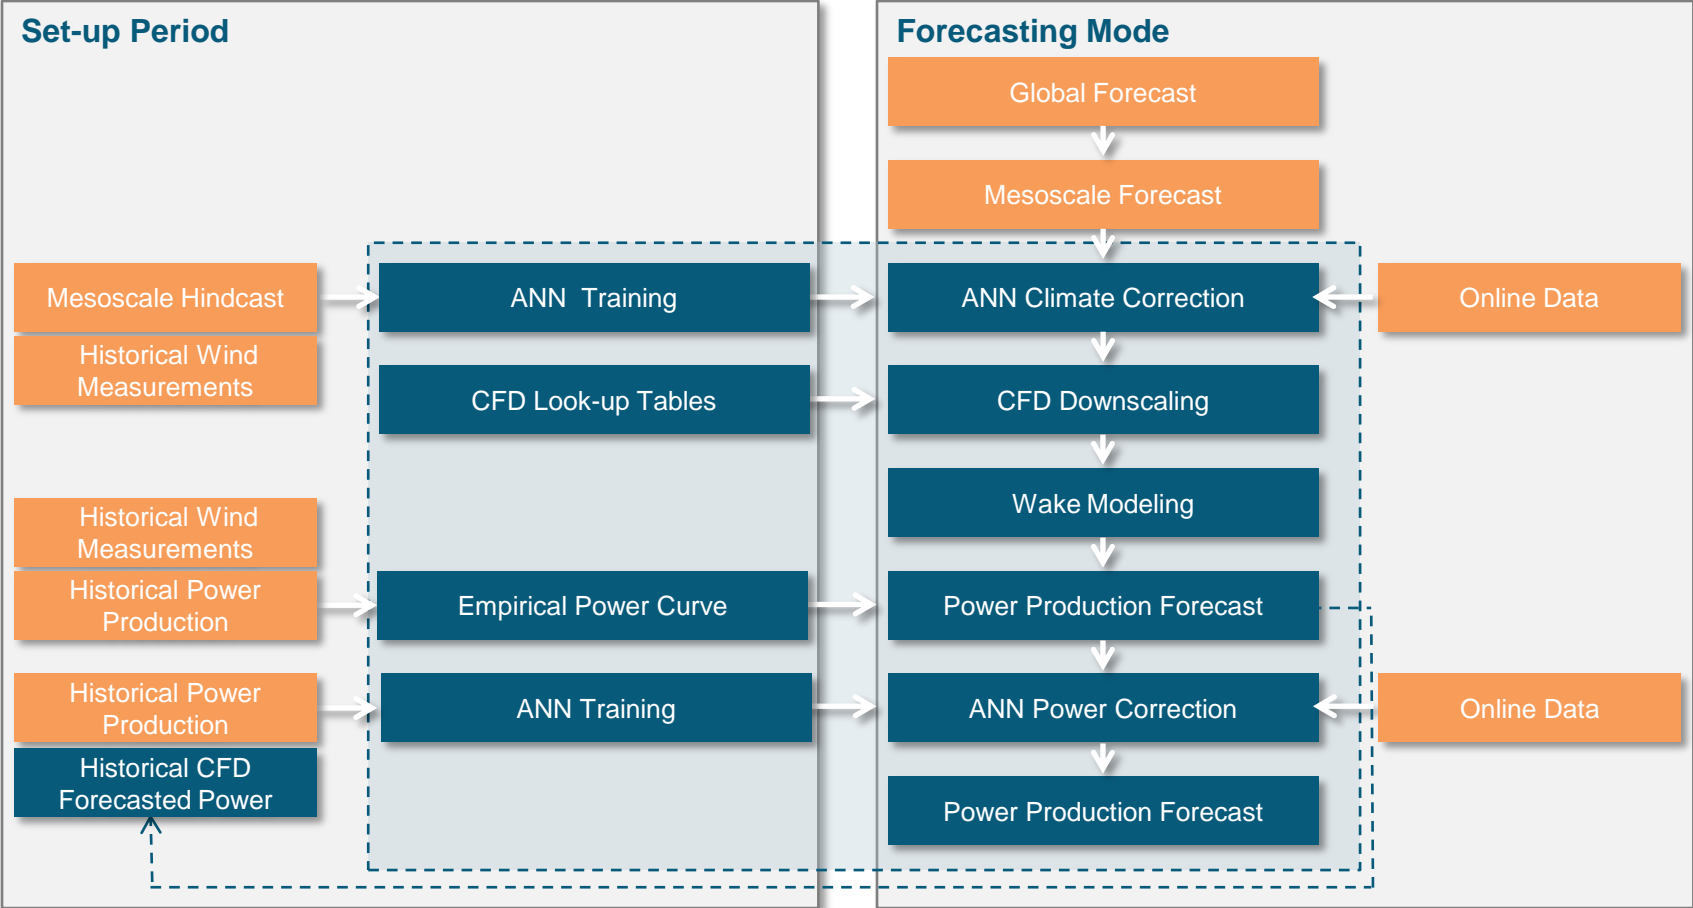 Set-up Period
Forecasting Mode
Global Forecast
Mesoscale Forecast
Mesoscale Hindcast
ANN Training
ANN Climate Correction
Online Data
Historical Wind
Measurements
CFD Look-up Tables
CFD Downscaling
Wake Modeling
Historical Wind
Measurements
Historical Power
Production
Empirical Power Curve
Power Production Forecast
Historical Power
Production
ANN Training
ANN Power Correction
Online Data
Historical CFD
Forecasted Power
Power Production Forecast